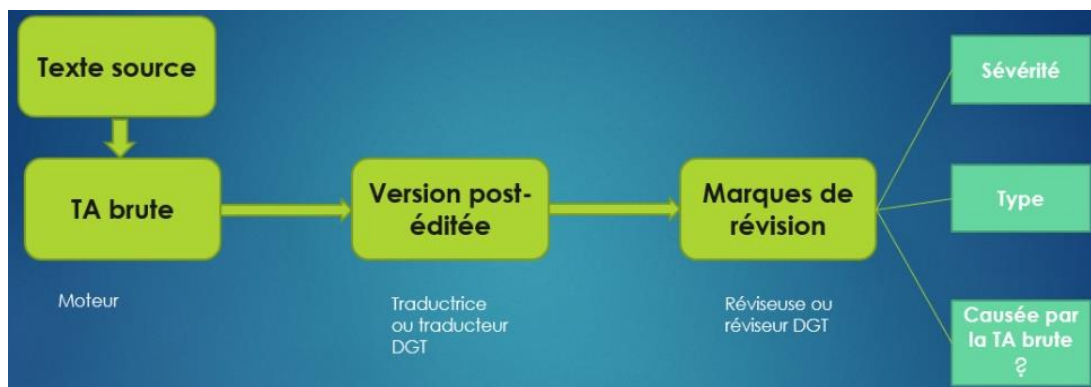 Texte source
TA brute
Version post-
éditée
Marques de
révision
Sévérité
Type
Causée par
la TA brute
?
Moteur
Traductrice
ou traducteur
DGT
Réviseuse ou
réviseur DGT